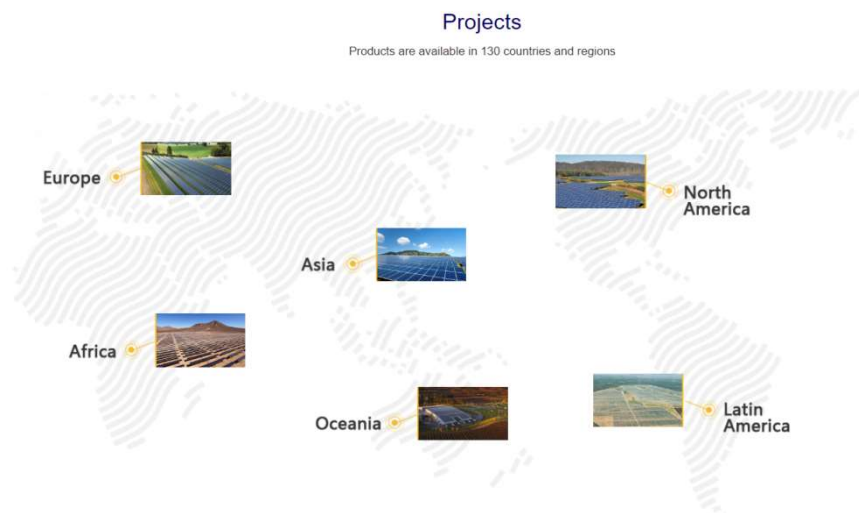 Projects
Products are available in 130 countries and regions
Europe
North
America
Asia
Africa
Oceania
Latin
America